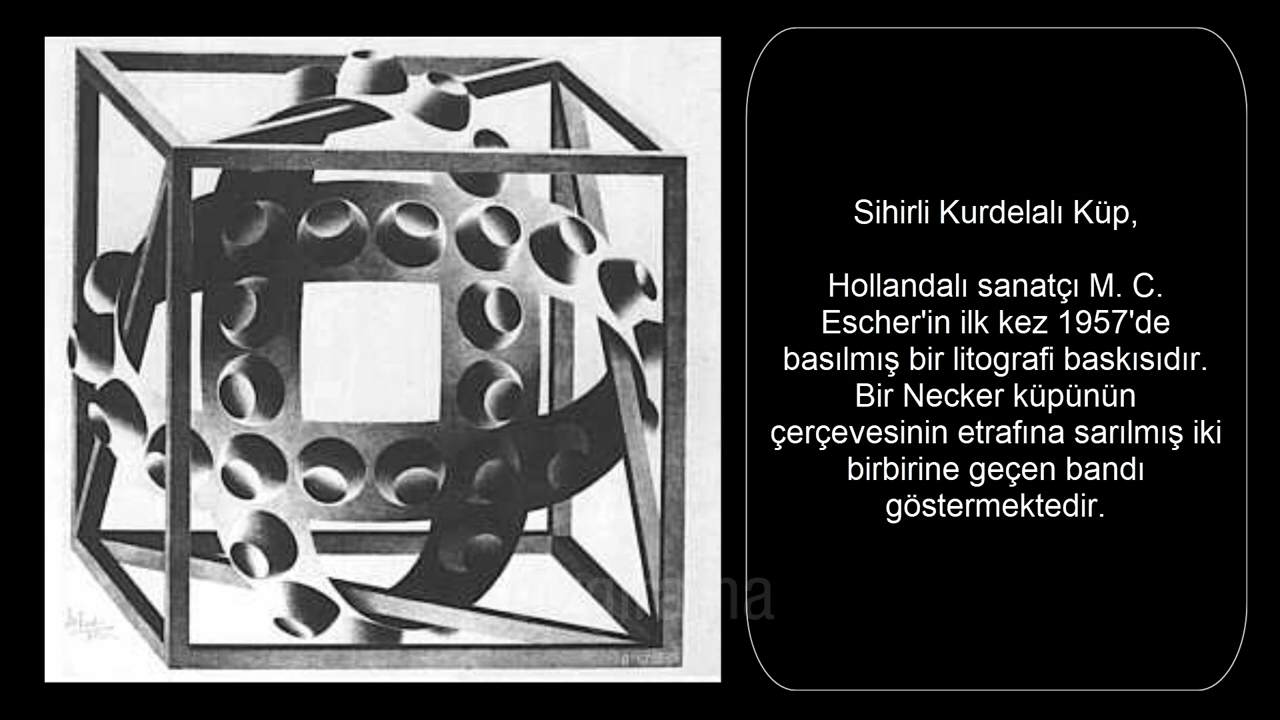 Sihirli Kurdelalı Küp,
Hollandalı sanatçı M. C.
Escher'in ilk kez 1957'de
basılmış bir litografi baskısıdır.
Bir Necker küpünün
çerçevesinin etrafına sarılmış iki
birbirine geçen bandı
göstermektedir.